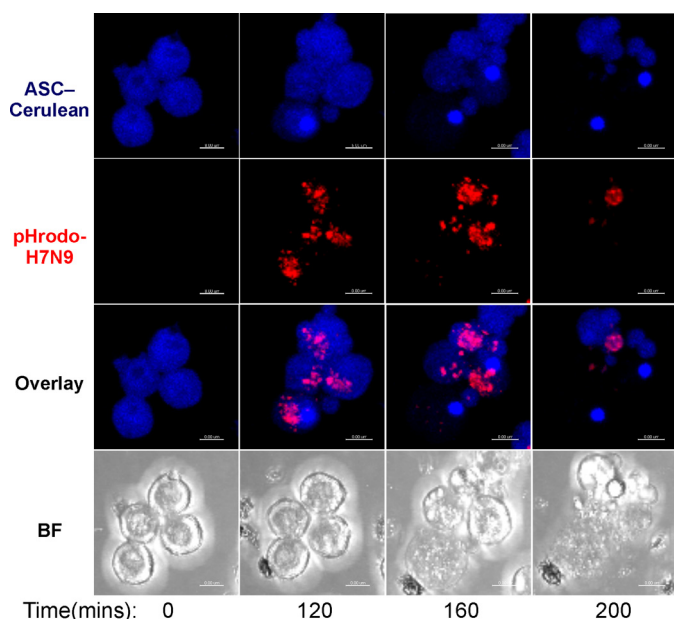 ASC–
Cerulean
pHrodo-
H7N9
Overlay
BF
Time(mins): 0 120 160 200